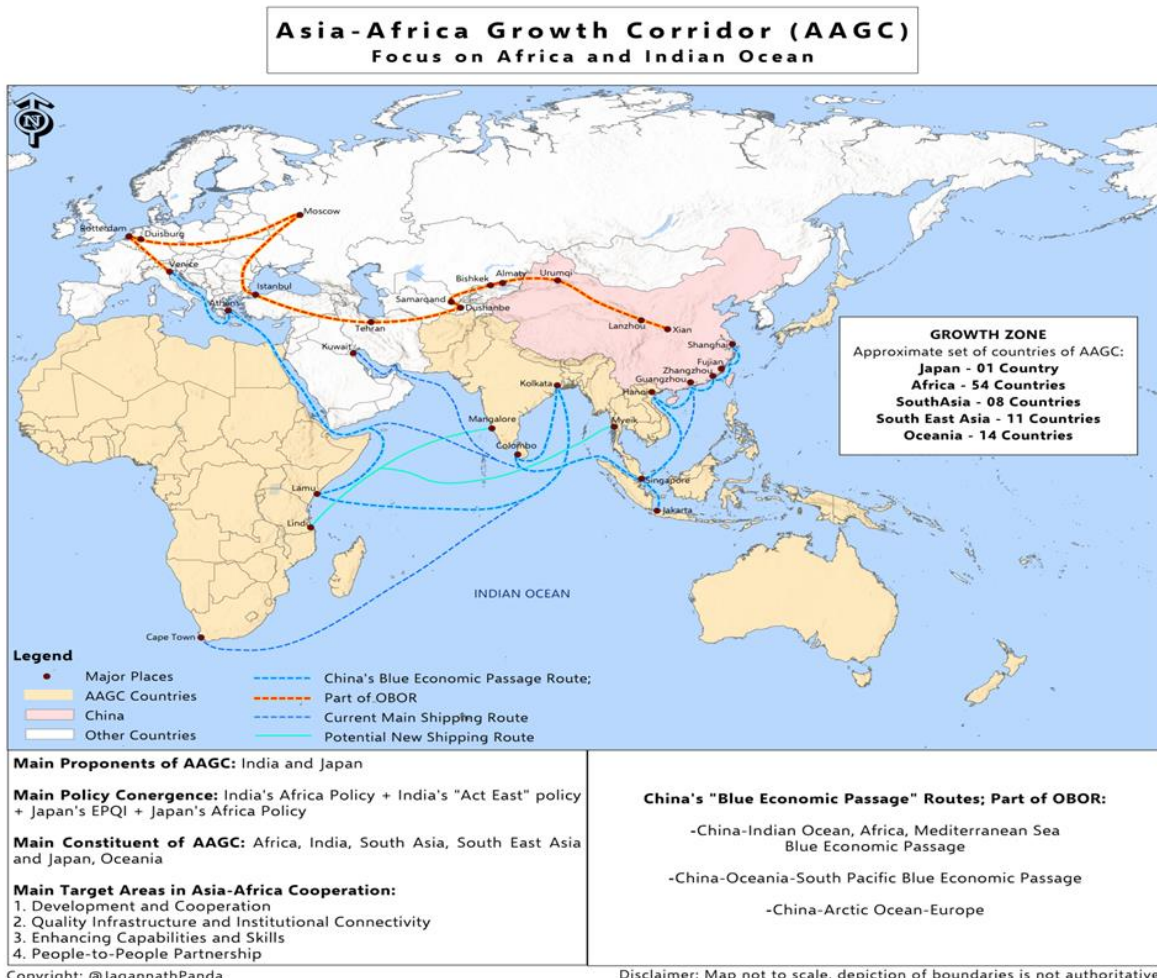 Asia-Africa Growth Corridor (AAGC)
Focus on Africa and Indian Ocean
N
Moscow
Rotterdam
Duisburg
Venice
Istanbul
Athens
Bishkek
Almaty
Urumqi
Samarqand
Dushanbe
Tehran
Lanzhou
Xian
Kuwait
Shanghai
Fujian
Zhangzhou
Guangzhou
Kolkata
Hanoi
Mangalore
Myeik
Colombo
Singapore
Lamu
Jakarta
Lindi
INDIAN OCEAN
Cape Town
GROWTH ZONE
Approximate set of countries of AAGC:
Japan - 01 Country
Africa - 54 Countries
SouthAsia - 08 Countries
South East Asia - 11 Countries
Oceania - 14 Countries
Legend
Major Places
AAGC Countries
China
Other Countries
China's Blue Economic Passage Route;
Part of OBOR
Current Main Shipping Route
Potential New Shipping Route
Main Proponents of AAGC: India and Japan
Main Policy Conergence: India's Africa Policy + India's "Act East" policy
+ Japan's EPQI + Japan's Africa Policy
Main Constituent of AAGC: Africa, India, South Asia, South East Asia
and Japan, Oceania
Main Target Areas in Asia-Africa Cooperation:
1. Development and Cooperation
2. Quality Infrastructure and Institutional Connectivity
3. Enhancing Capabilities and Skills
4. People-to-People Partnership
China's "Blue Economic Passage" Routes; Part of OBOR:
-China-Indian Ocean, Africa, Mediterranean Sea
Blue Economic Passage
-China-Oceania-South Pacific Blue Economic Passage
-China-Arctic Ocean-Europe
Copyright: @JagannathPanda
Disclaimer: Map not to scale, depiction of boundaries is not authoritative